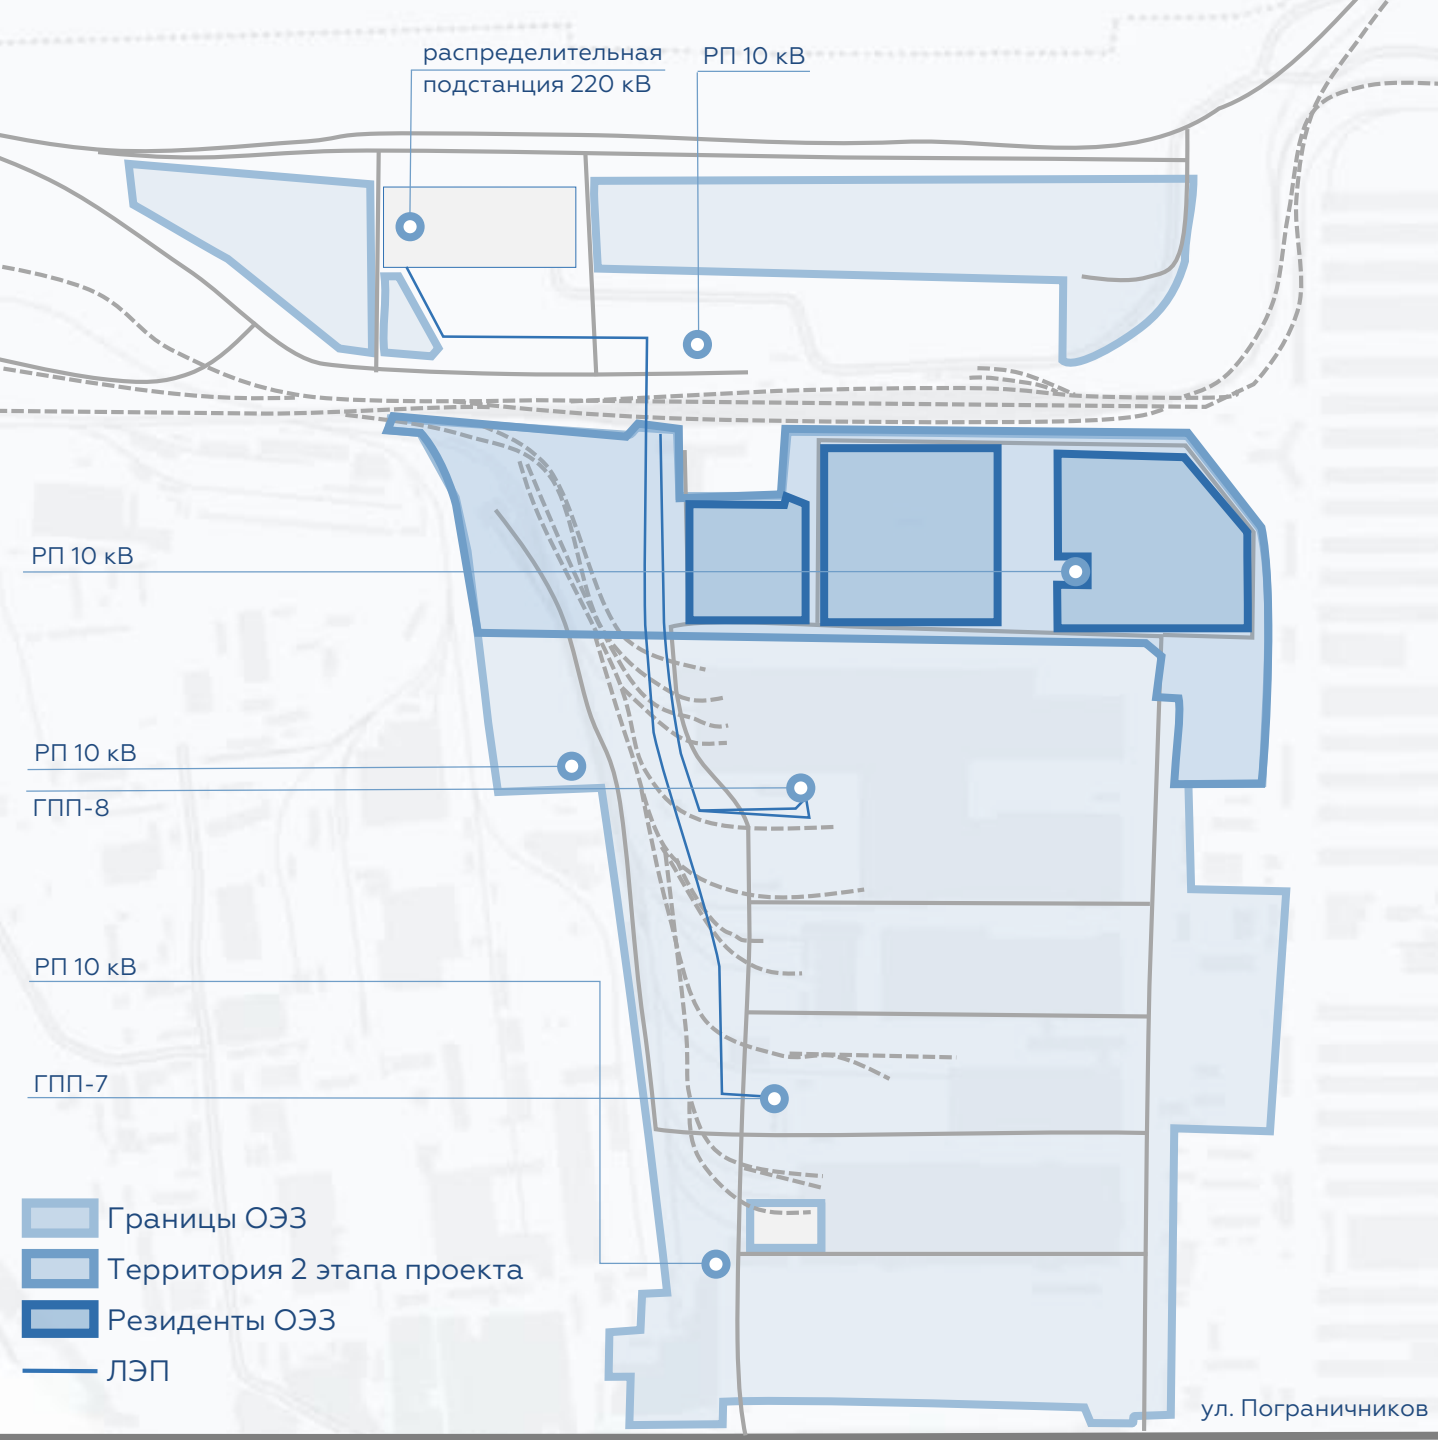 распределительная
подстанция 220 кВ
РП 10 кВ
РП 10 кВ
РП 10 кВ
ГПП-8
РП 10 кВ
ГПП-7
Границы ОЭЗ
Территория 2 этапа проекта
Резиденты ОЭЗ
ЛЭП
ул. Пограничников